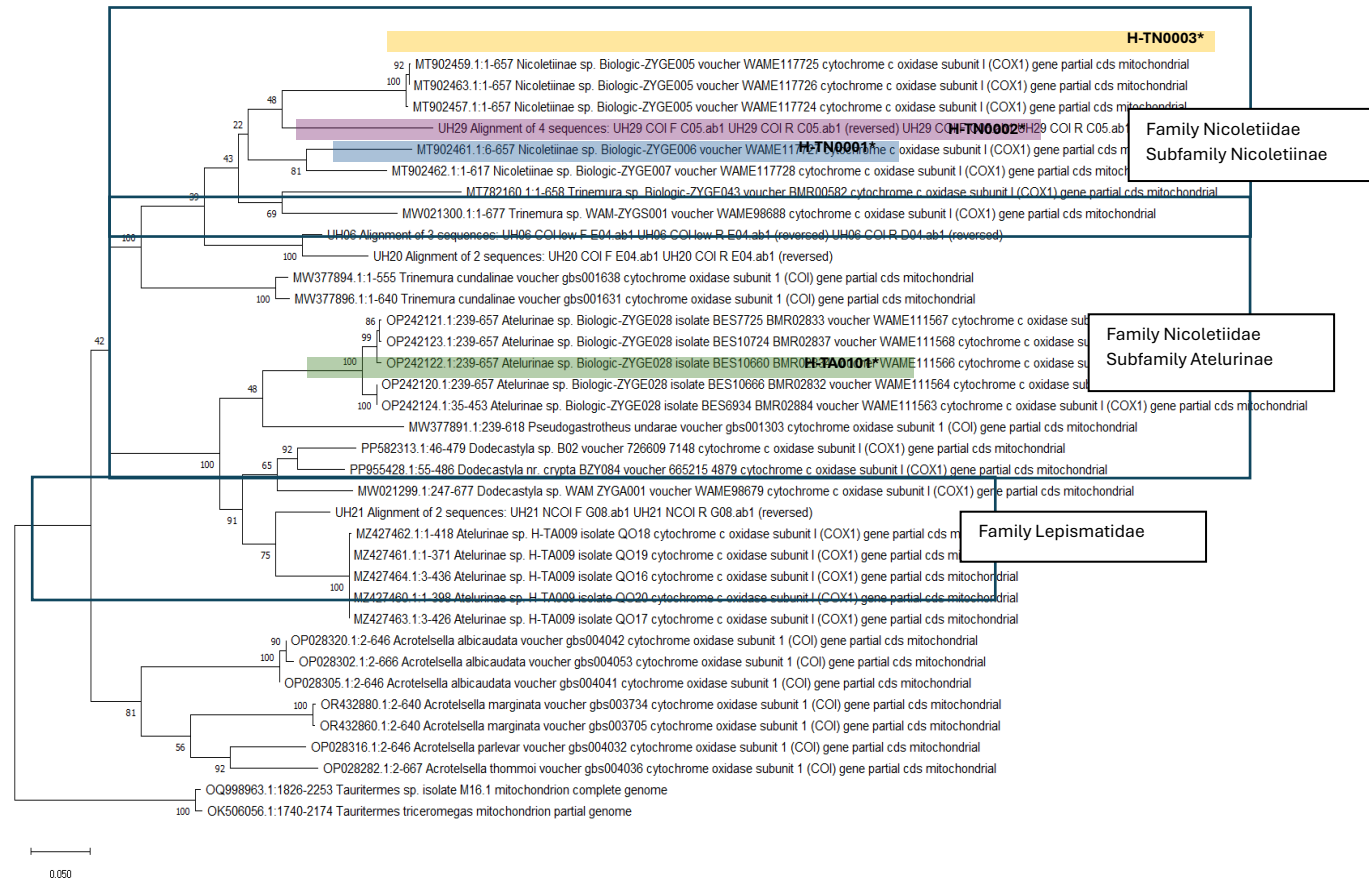 H-TN0003*
92 MT902459.1:1-657 Nicoletiinae sp. Biologic-ZYGE005 voucher WAME117725 cytochrome c oxidase subunit I (COX1) gene partial cds mitochondrial
100 MT902463.1:1-657 Nicoletiinae sp. Biologic-ZYGE005 voucher WAME117726 cytochrome c oxidase subunit I (COX1) gene partial cds mitochondrial
48 MT902457.1:1-657 Nicoletiinae sp. Biologic-ZYGE005 voucher WAME117724 cytochrome c oxidase subunit I (COX1) gene partial cds mitochondrial
22 UH29 Alignment of 4 sequences: UH29 COI F C05.ab1 UH29 COI R C05.ab1 (reversed) UH29 H-TN0002* UH29 COI R C05.ab1
Family Nicoletiidae
Subfamily Nicoletiinae
MT902461.1:6-657 Nicoletiinae sp. Biologic-ZYGE006 voucher WAME117727 H-TN0001* cytochrome c oxidase subunit I (COX1) gene partial cds
43 81 MT902462.1:1-617 Nicoletiinae sp. Biologic-ZYGE007 voucher WAME117728 cytochrome c oxidase subunit I (COX1) gene partial cds
MT782160.1:1-658 Trinemura sp. Biologic-ZYGE043 voucher BMR00582 cytochrome c oxidase subunit I (COX1) gene partial cds mitochondrial
39 69 MW021300.1:1-677 Trinemura sp. WAM-ZYGS001 voucher WAME98688 cytochrome c oxidase subunit I (COX1) gene partial cds mitochondrial
100 UH06 Alignment of 3 sequences: UH06 COI low F E04.ab1 UH06 COI low R E04.ab1 (reversed) UH06 COI R D04.ab1 (reversed)
100 UH20 Alignment of 2 sequences: UH20 COI F E04.ab1 UH20 COI R E04.ab1 (reversed)
MW377894.1:1-555 Trinemura cundalinae voucher gbs001638 cytochrome oxidase subunit 1 (COI) gene partial cds mitochondrial
100 MW377896.1:1-640 Trinemura cundalinae voucher gbs001631 cytochrome oxidase subunit 1 (COI) gene partial cds mitochondrial
86 OP242121.1:239-657 Atelurinae sp. Biologic-ZYGE028 isolate BES7725 BMR02833 voucher WAME111567 cytochrome c oxidase
99 OP242123.1:239-657 Atelurinae sp. Biologic-ZYGE028 isolate BES10724 BMR02837 voucher WAME111568 cytochrome c oxidase
Family Nicoletiidae
Subfamily Atelurinae
42 100 OP242122.1:239-657 Atelurinae sp. Biologic-ZYGE028 isolate BES10660 H-TA0101* WAME111566 cytochrome c oxidase
OP242120.1:239-657 Atelurinae sp. Biologic-ZYGE028 isolate BES10666 BMR02832 voucher WAME111564 cytochrome c oxidase
48 100 OP242124.1:35-453 Atelurinae sp. Biologic-ZYGE028 isolate BES6934 BMR02884 voucher WAME111563 cytochrome c oxidase subunit I (COX1) gene partial cds mitochondrial
MW377891.1:239-618 Pseudogastrotheus undarae voucher gbs001303 cytochrome oxidase subunit 1 (COI) gene partial cds mitochondrial
92 PP582313.1:46-479 Dodecastyla sp. B02 voucher 726609 7148 cytochrome c oxidase subunit I (COX1) gene partial cds mitochondrial
100 65 PP955428.1:55-486 Dodecastyla nr. crypta BZY084 voucher 665215 4879 cytochrome c oxidase subunit I (COX1) gene partial cds mitochondrial
MW021299.1:247-677 Dodecastyla sp. WAM ZYGA001 voucher WAME98679 cytochrome c oxidase subunit I (COX1) gene partial cds mitochondrial
91 UH21 Alignment of 2 sequences: UH21 NCOI F G08.ab1 UH21 NCOI R G08.ab1 (reversed)
Family Lepismatidae
MZ427462.1:1-418 Atelurinae sp. H-TA009 isolate QO18 cytochrome c oxidase subunit I (COX1) gene partial cds
75 MZ427461.1:1-371 Atelurinae sp. H-TA009 isolate QO19 cytochrome c oxidase subunit I (COX1) gene partial cds
MZ427464.1:3-436 Atelurinae sp. H-TA009 isolate QO16 cytochrome c oxidase subunit I (COX1) gene partial cds mitochondrial
100 MZ427460.1:1-398 Atelurinae sp. H-TA009 isolate QO20 cytochrome c oxidase subunit I (COX1) gene partial cds mitochondrial
MZ427463.1:3-426 Atelurinae sp. H-TA009 isolate QO17 cytochrome c oxidase subunit I (COX1) gene partial cds mitochondrial
90 OP028320.1:2-646 Acrotelsella albicaudata voucher gbs004042 cytochrome oxidase subunit 1 (COI) gene partial cds mitochondrial
100 OP028302.1:2-666 Acrotelsella albicaudata voucher gbs004053 cytochrome oxidase subunit 1 (COI) gene partial cds mitochondrial
OP028305.1:2-646 Acrotelsella albicaudata voucher gbs004041 cytochrome oxidase subunit 1 (COI) gene partial cds mitochondrial
81 100 OR432880.1:2-640 Acrotelsella marginata voucher gbs003734 cytochrome oxidase subunit 1 (COI) gene partial cds mitochondrial
OR432860.1:2-640 Acrotelsella marginata voucher gbs003705 cytochrome oxidase subunit 1 (COI) gene partial cds mitochondrial
56 OP028316.1:2-646 Acrotelsella parlevar voucher gbs004032 cytochrome oxidase subunit 1 (COI) gene partial cds mitochondrial
92 OP028282.1:2-667 Acrotelsella thommoi voucher gbs004036 cytochrome oxidase subunit 1 (COI) gene partial cds mitochondrial
OQ998963.1:1826-2253 Tauritermes sp. isolate M16.1 mitochondrion complete genome
100 OK506056.1:1740-2174 Tauritermes triceromegas mitochondrion partial genome
0.050